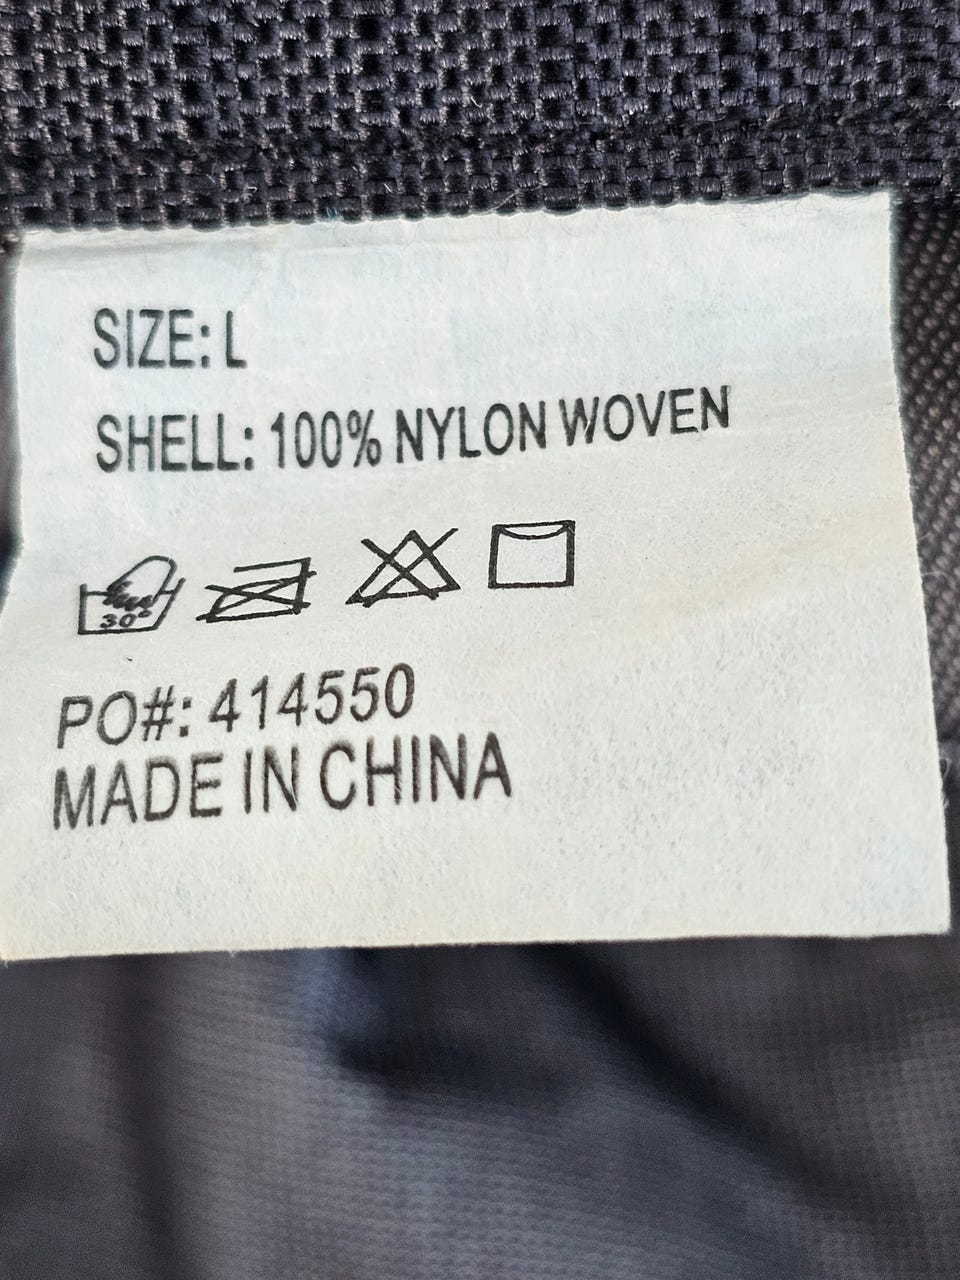 SIZE: L
SHELL: 100% NYLON WOVEN
30°
PO#: 414550
MADE IN CHINA